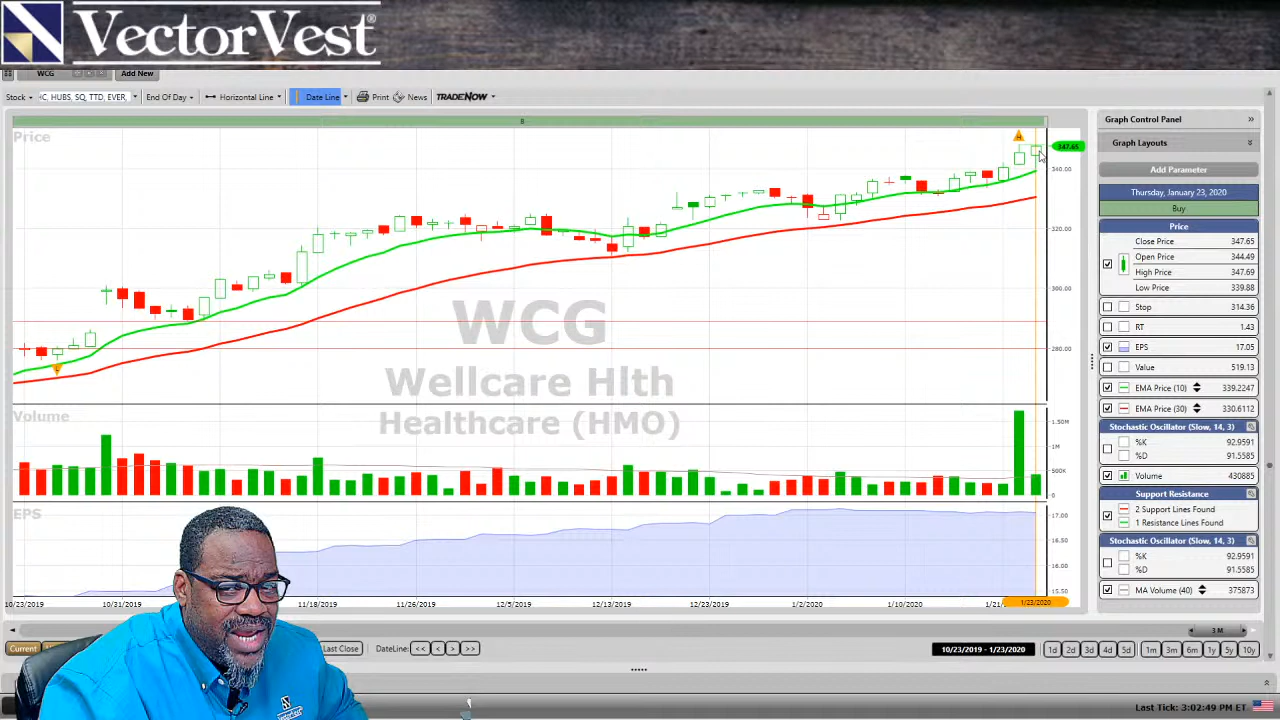 VectorVest®
WCG
Add New
Stock
C, HUBS, SQ, TTD, EVER,
End Of Day
Horizontal Line
Date Line
Print
News
TRADENOW
Graph Control Panel
Graph Layouts
Add Parameter
Thursday, January 23, 2020
Buy
Price
Close Price 347.65
Open Price 344.49
High Price 347.69
Low Price 339.88
Stop 314.36
RT 1.43
EPS 17.05
Value 519.13
EMA Price (10) 339.2247
EMA Price (30) 330.6112
Stochastic Oscillator (Slow, 14, 3)
%K 92.9591
%D 91.5585
Volume 430885
Support Resistance
2 Support Lines Found
1 Resistance Lines Found
Stochastic Oscillator (Slow, 14, 3)
%K 92.9591
%D 91.5585
MA Volume (40) 375873
B
Price
H
347.65
340.00
320.00
300.00
280.00
WCG
Wellcare Hlth
Healthcare (HMO)
L
Volume
1.50M
1M
500K
0
EPS
17.00
16.50
16.00
15.50
10/23/2019
10/31/2019
11/18
11/26/2019
12/9/2019
12/23/2019
1/2/2020
1/10/2020
1/21/
1/23/2020
3 M
Current
Last Close
DateLine:
<<
<
>
>>
10/23/2019 - 1/23/2020
1d 2d 3d 4d 5d
1m 3m 6m 1y 5y 10y
Last Tick: 3:02:49 PM ET